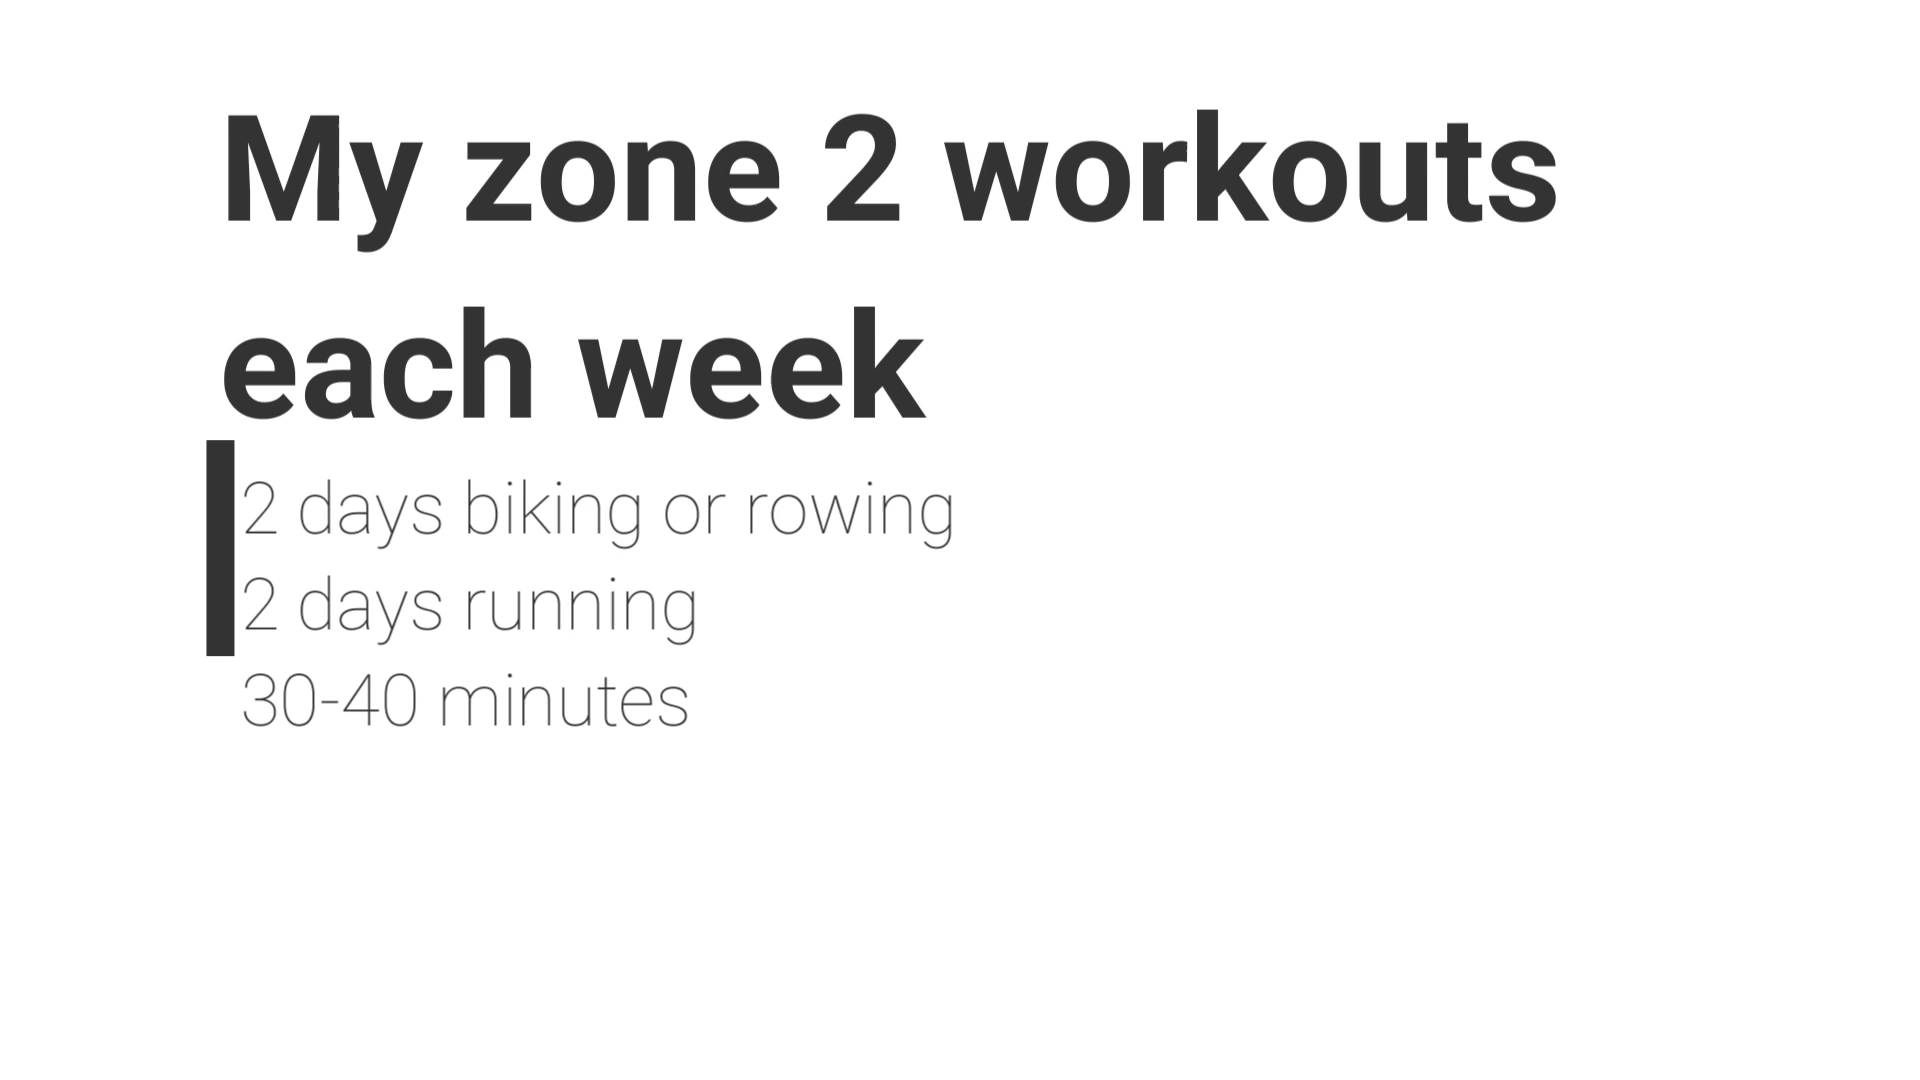 My zone 2 workouts
each week
2 days biking or rowing
2 days running
30-40 minutes